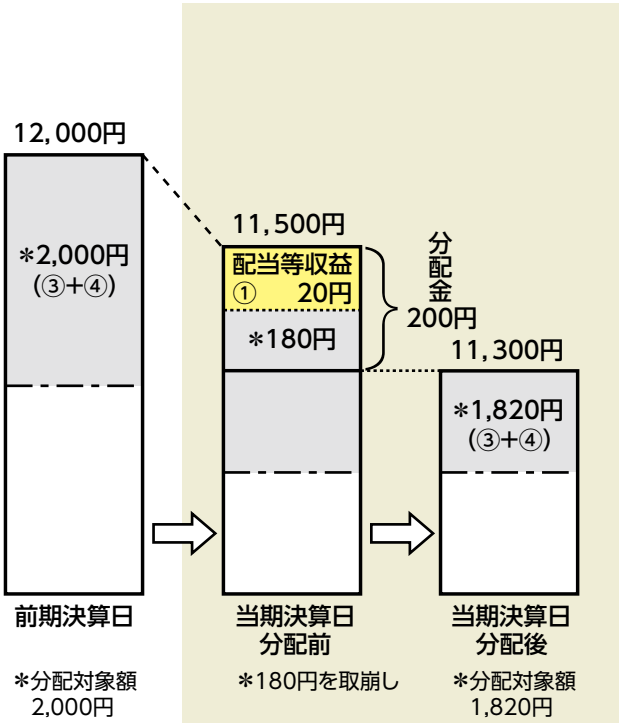 12,000円
*2,000円
(③+④)
前期決算日
*分配対象額
2,000円
11,500円
配当等収益
① 20円
*180円
分配金
200円
当期決算日
分配前
*180円を取崩し
11,300円
*1,820円
(③+④)
当期決算日
分配後
*分配対象額
1,820円